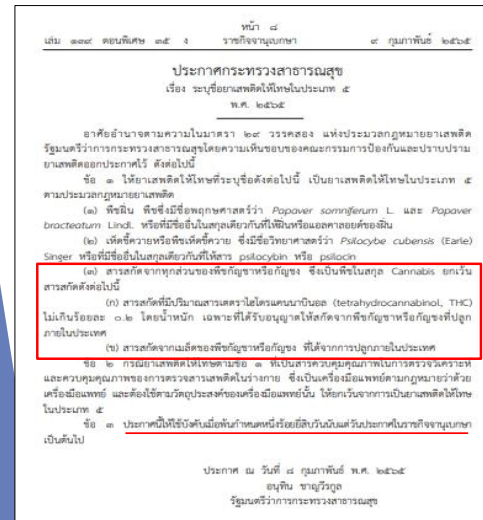 หน้า ๘
เล่ม ๑๓๙ ตอนพิเศษ ๓๕ ง ราชกิจจานุเบกษา ๙ กุมภาพันธ์ ๒๕๖๕
ประกาศกระทรวงสาธารณสุข
เรื่อง ระบุชื่อยาเสพติดให้โทษในประเภท ๕
พ.ศ. ๒๕๖๕
อาศัยอำนาจตามความในมาตรา ๒๙ วรรคสอง แห่งประมวลกฎหมายยาเสพติด
รัฐมนตรีว่าการกระทรวงสาธารณสุขโดยความเห็นชอบของคณะกรรมการป้องกันและปราบปราม
ยาเสพติดออกประกาศไว้ ดังต่อไปนี้
ข้อ ๑ ให้ยาเสพติดให้โทษที่ระบุชื่อดังต่อไปนี้ เป็นยาเสพติดให้โทษในประเภท ๕
ตามประมวลกฎหมายยาเสพติด
(๑) พืชฝิ่น พืชซึ่งมีชื่อพฤกษศาสตร์ว่า Papaver somniferum L. และ Papaver
bracteatum Lindl. หรือที่มีชื่ออื่นในสกุลเดียวกันที่ให้ฝิ่นหรือแอลคาลอยด์ของฝิ่น
(๒) เห็ดขี้ควายหรือพืชเห็ดขี้ควาย ซึ่งมีชื่อวิทยาศาสตร์ว่า Psilocybe cubensis (Earle)
Singer หรือที่มีชื่ออื่นในสกุลเดียวกันที่ให้สาร psilocybin หรือ psilocin
(๓) สารสกัดจากทุกส่วนของพืชกัญชาหรือกัญชง ซึ่งเป็นพืชในสกุล Cannabis ยกเว้น
สารสกัดดังต่อไปนี้
(ก) สารสกัดที่มีปริมาณสารเตตราไฮโดรแคนนาบินอล (tetrahydrocannabinol, THC)
ไม่เกินร้อยละ ๐.๒ โดยน้ำหนัก เฉพาะที่ได้รับอนุญาตให้สกัดจากพืชกัญชาหรือกัญชงที่ปลูก
ภายในประเทศ
(ข) สารสกัดจากเมล็ดของพืชกัญชาหรือกัญชง ที่ได้จากการปลูกภายในประเทศ
ข้อ ๒ กรณียาเสพติดให้โทษตามข้อ ๑ ที่เป็นสารควบคุมคุณภาพในการตรวจวิเคราะห์
และควบคุมคุณภาพของการตรวจสารเสพติดในร่างกาย ซึ่งเป็นเครื่องมือแพทย์ตามกฎหมายว่าด้วย
เครื่องมือแพทย์ และต้องใช้ตามวัตถุประสงค์ของเครื่องมือแพทย์นั้น ให้ยกเว้นจากการเป็นยาเสพติดให้โทษ
ในประเภท ๕
ข้อ ๓ ประกาศนี้ให้ใช้บังคับเมื่อพ้นกำหนดหนึ่งร้อยยี่สิบวันนับแต่วันประกาศในราชกิจจานุเบกษา
เป็นต้นไป
ประกาศ ณ วันที่ ๘ กุมภาพันธ์ พ.ศ. ๒๕๖๕
อนุทิน ชาญวีรกูล
รัฐมนตรีว่าการกระทรวงสาธารณสุข